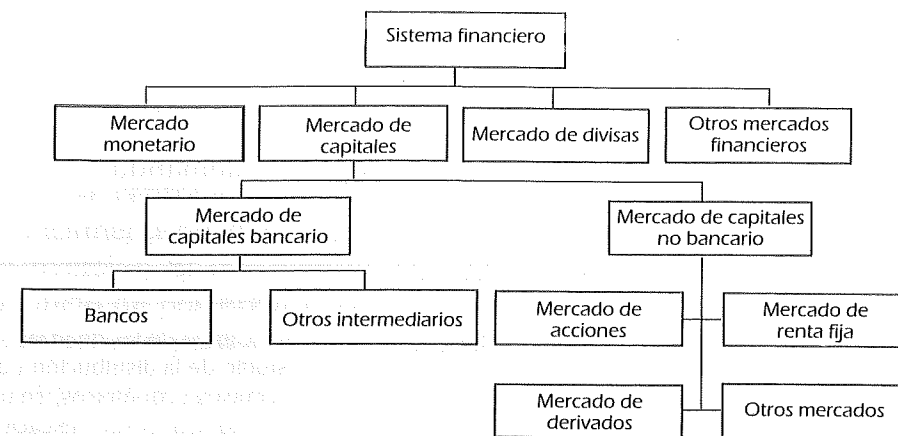 Sistema financiero
Mercado
monetario
Mercado de
capitales
Mercado de divisas
Otros mercados
financieros
Mercado de
capitales bancario
Mercado de capitales
no bancario
Bancos
Otros intermediarios
Mercado de
acciones
Mercado de
renta fija
Mercado de
derivados
Otros mercados